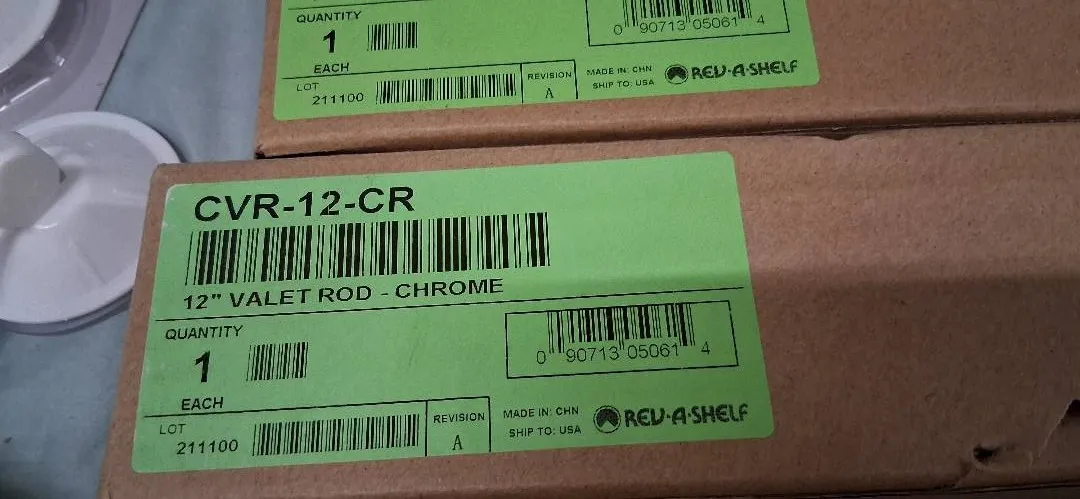 QUANTITY
1
EACH
0 90713 05061 4
LOT
211100
REVISION
A
MADE IN: CHN
SHIP TO: USA
REV-A-SHELF
CVR-12-CR
12" VALET ROD - CHROME
QUANTITY
1
EACH
0 90713 05061 4
LOT
211100
REVISION
A
MADE IN: CHN
SHIP TO: USA
REV-A-SHELF